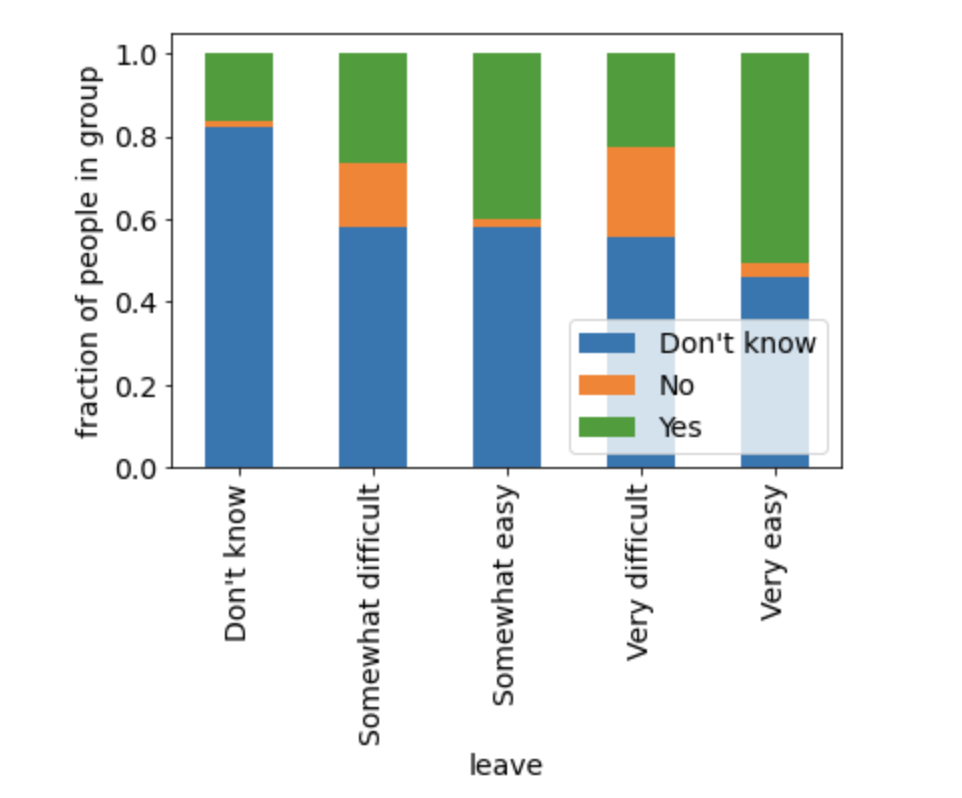 fraction of people in group
1.0
0.8
0.6
0.4
0.2
0.0
Don't know
No
Yes
Don't know
Somewhat difficult
Somewhat easy
Very difficult
Very easy
leave